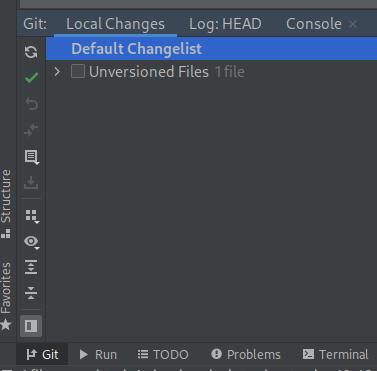 Git: Local Changes Log: HEAD Console
Default Changelist
Unversioned Files 1 file
Structure
Favorites
Git Run TODO Problems Terminal